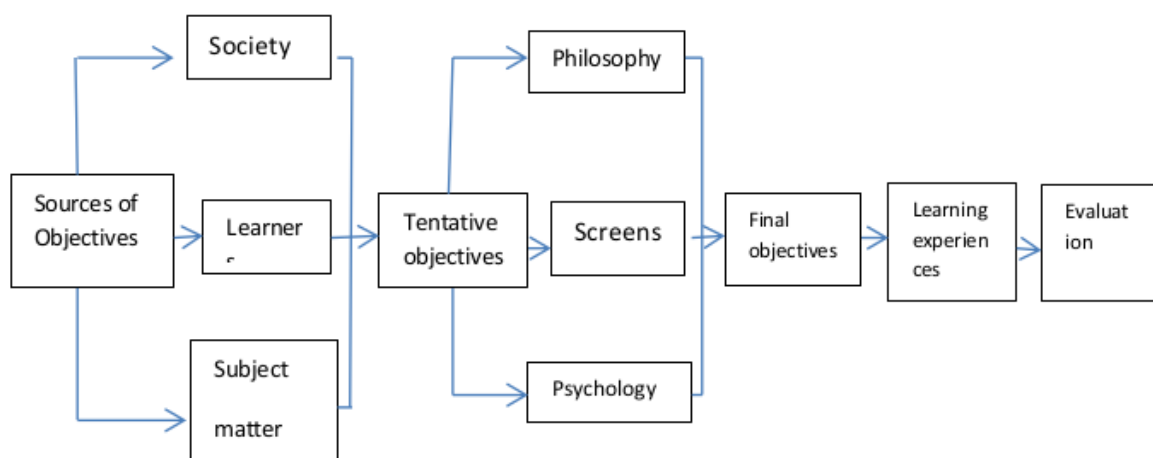 Society
Philosophy
Sources of
Objectives
Learner
s
Tentative
objectives
Screens
Final
objectives
Learning
experien
ces
Evaluat
ion
Subject
matter
Psychology